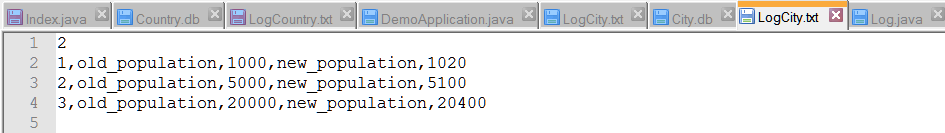 Index.java Country.db LogCountry.txt DemoApplication.java LogCity.txt City.db LogCity.txt Log.java
1 2
2 1,old_population,1000,new_population,1020
3 2,old_population,5000,new_population,5100
4 3,old_population,20000,new_population,20400
5